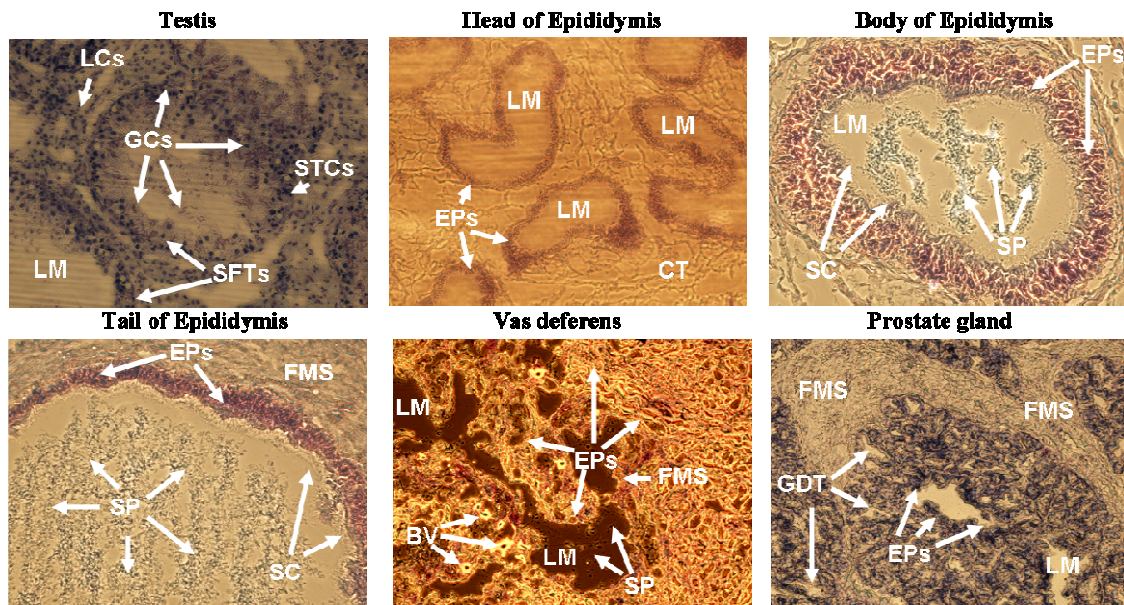 Testis
LCs
GCs
STCs
LM
SFTs
Head of Epididymis
LM
LM
LM
EPs
CT
Body of Epididymis
EPs
LM
SC
SP
Tail of Epididymis
EPs
FMS
SP
SC
Vas deferens
LM
EPs
FMS
BV
LM
SP
Prostate gland
FMS
FMS
GDT
EPs
LM